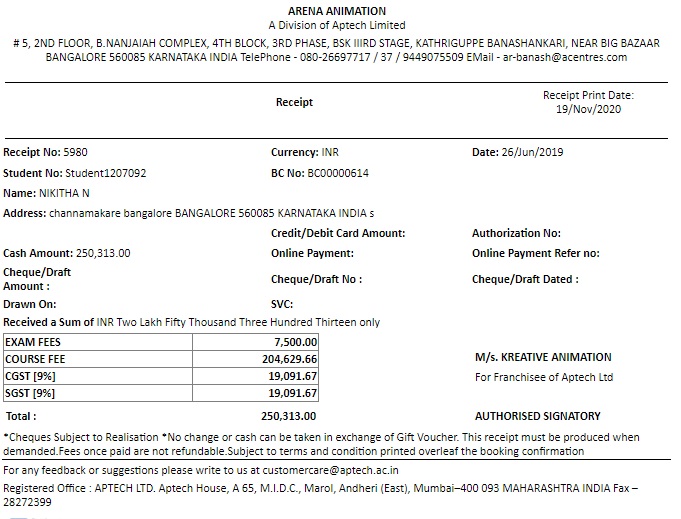 ARENA ANIMATION
A Division of Aptech Limited
# 5, 2ND FLOOR, B.NANJAIAH COMPLEX, 4TH BLOCK, 3RD PHASE, BSK IIIRD STAGE, KATHRIGUPPE BANASHANKARI, NEAR BIG BAZAAR
BANGALORE 560085 KARNATAKA INDIA TelePhone - 080-26697717 / 37 / 9449075509 EMail - ar-banash@acentres.com
Receipt
Receipt Print Date:
19/Nov/2020
Receipt No: 5980 Currency: INR Date: 26/Jun/2019
Student No: Student1207092 BC No: BC00000614
Name: NIKITHA N
Address: channamakare bangalore BANGALORE 560085 KARNATAKA INDIA s
Credit/Debit Card Amount: Authorization No:
Cash Amount: 250,313.00 Online Payment: Online Payment Refer no:
Cheque/Draft
Amount : Cheque/Draft No : Cheque/Draft Dated :
Drawn On: SVC:
Received a Sum of INR Two Lakh Fifty Thousand Three Hundred Thirteen only
EXAM FEES 7,500.00
COURSE FEE 204,629.66 M/s. KREATIVE ANIMATION
CGST [9%] 19,091.67 For Franchisee of Aptech Ltd
SGST [9%] 19,091.67
Total : 250,313.00 AUTHORISED SIGNATORY
*Cheques Subject to Realisation *No change or cash can be taken in exchange of Gift Voucher. This receipt must be produced when
demanded.Fees once paid are not refundable.Subject to terms and condition printed overleaf the booking confirmation
For any feedback or suggestions please write to us at customercare@aptech.ac.in
Registered Office : APTECH LTD. Aptech House, A 65, M.I.D.C., Marol, Andheri (East), Mumbai–400 093 MAHARASHTRA INDIA Fax –
28272399